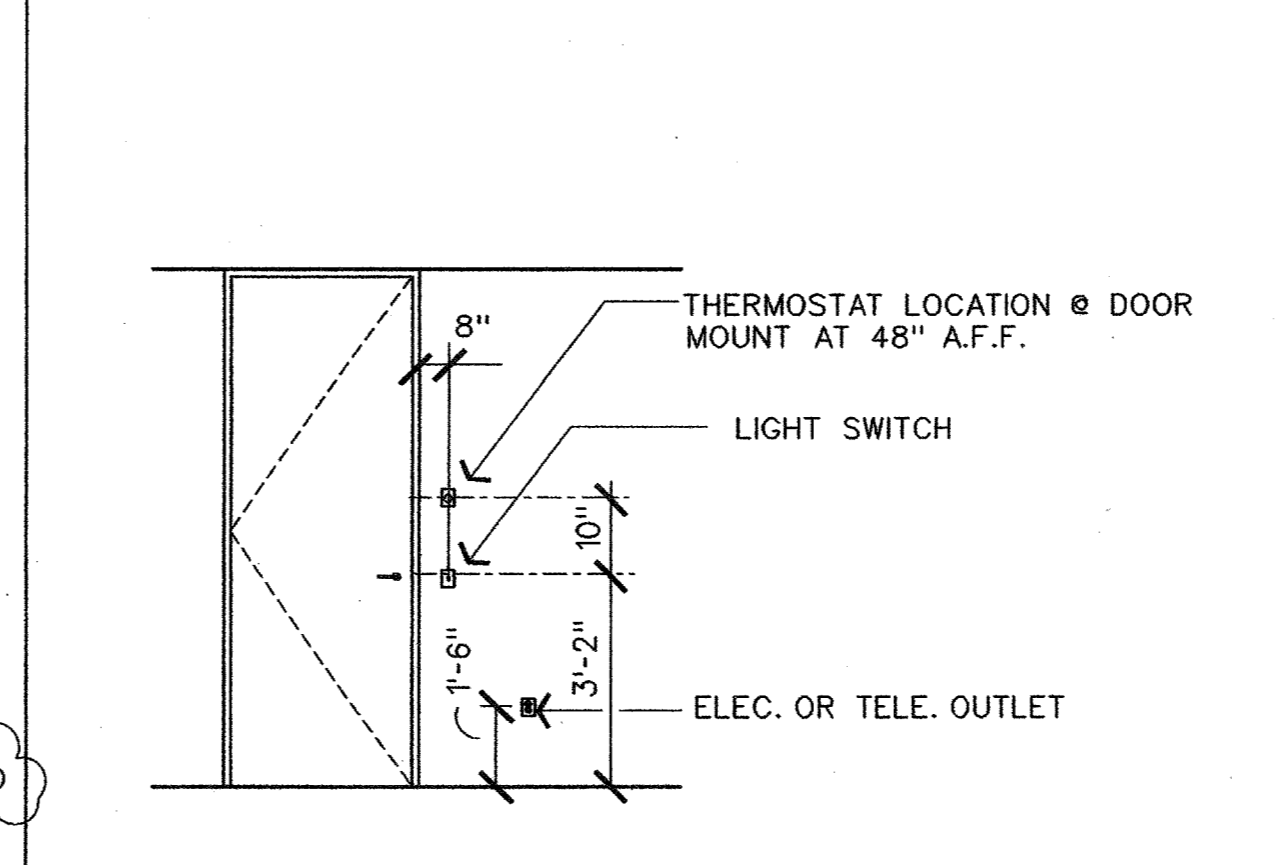 8"
THERMOSTAT LOCATION @ DOOR
MOUNT AT 48" A.F.F.
LIGHT SWITCH
10"
1'-6"
3'-2"
ELEC. OR TELE. OUTLET